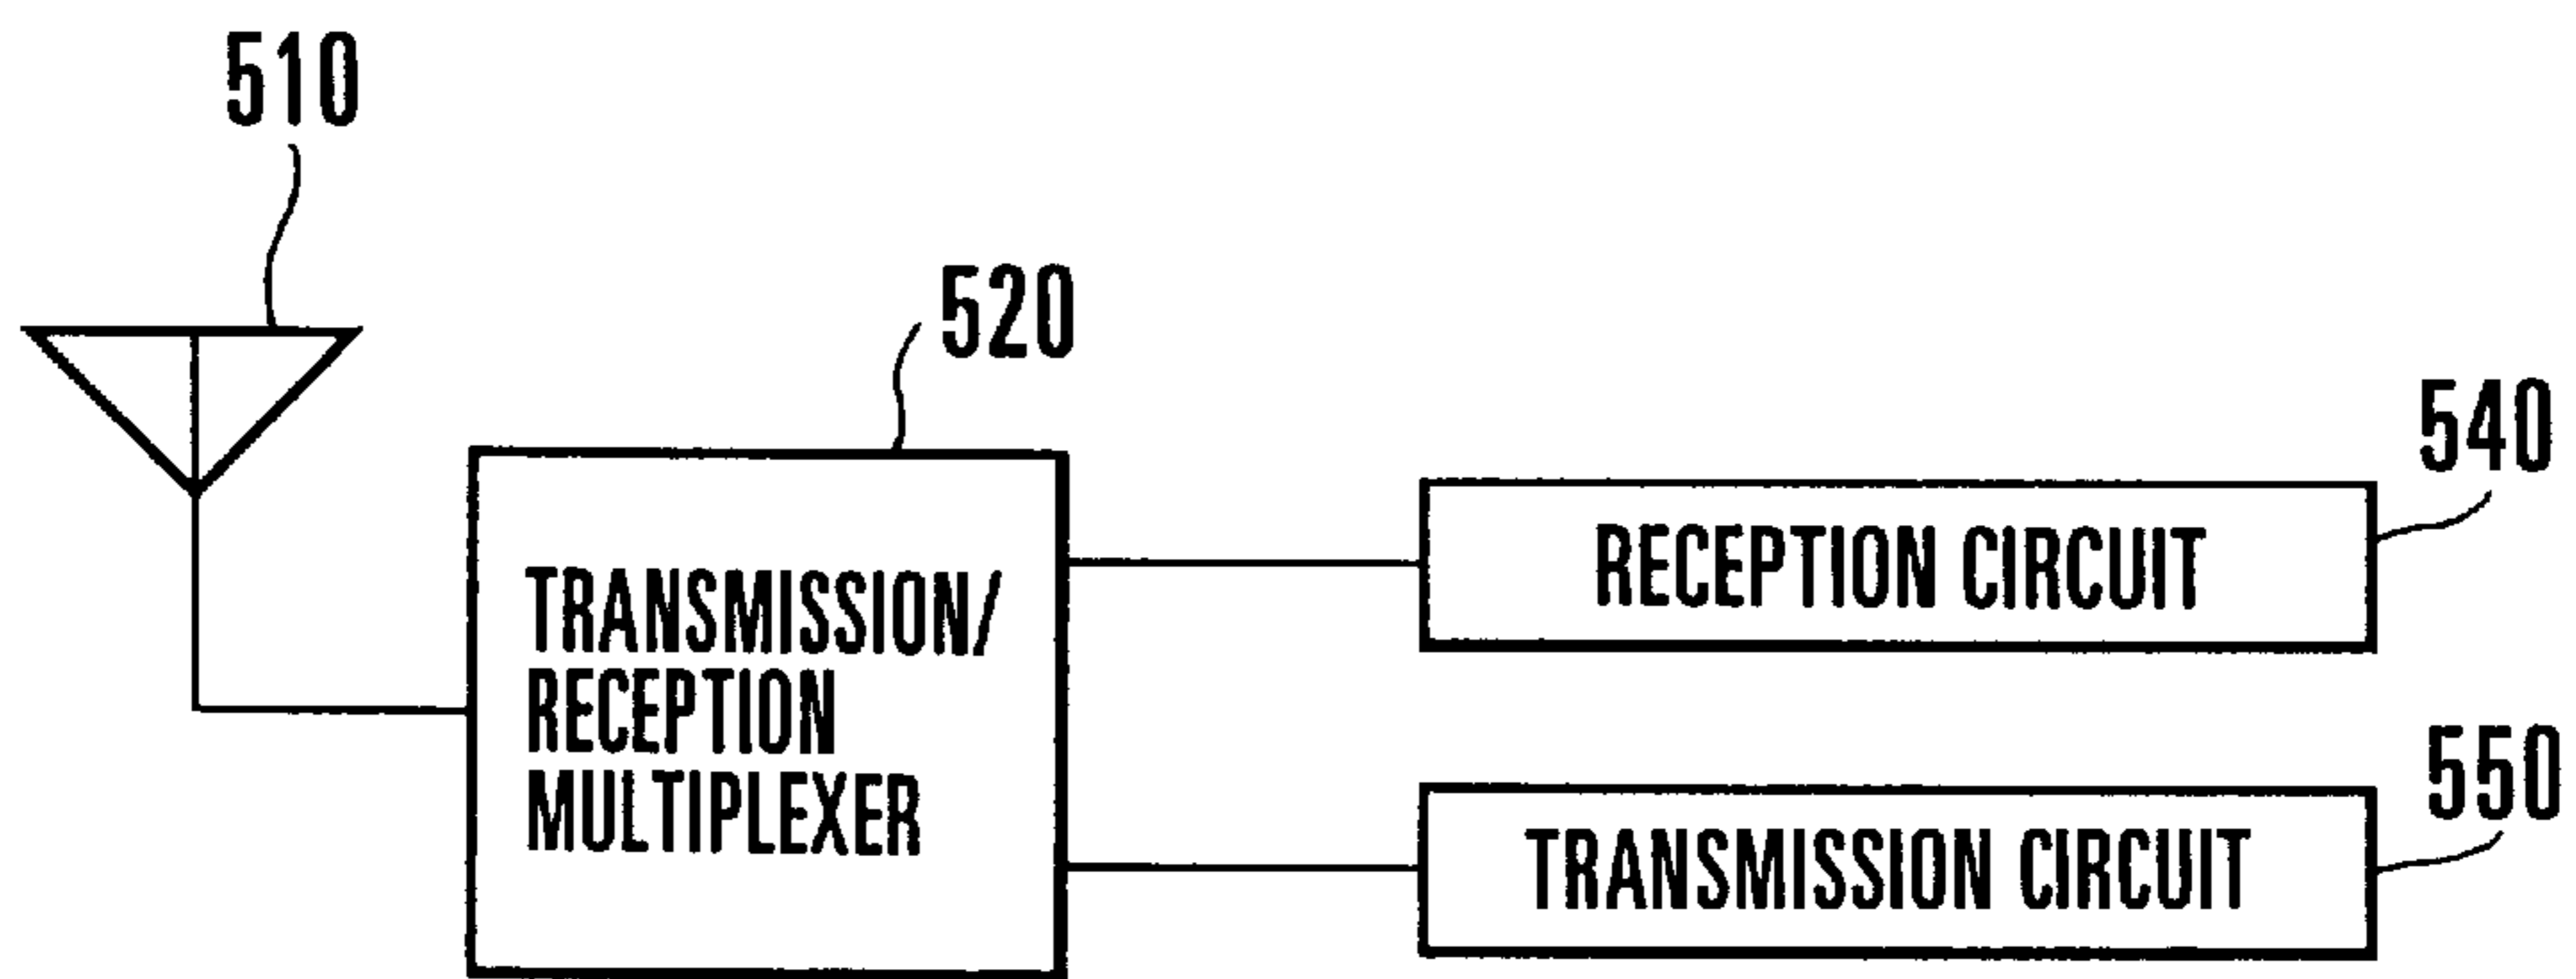 510
520
540
RECEPTION CIRCUIT
TRANSMISSION/
RECEPTION
MULTIPLEXER
550
TRANSMISSION CIRCUIT